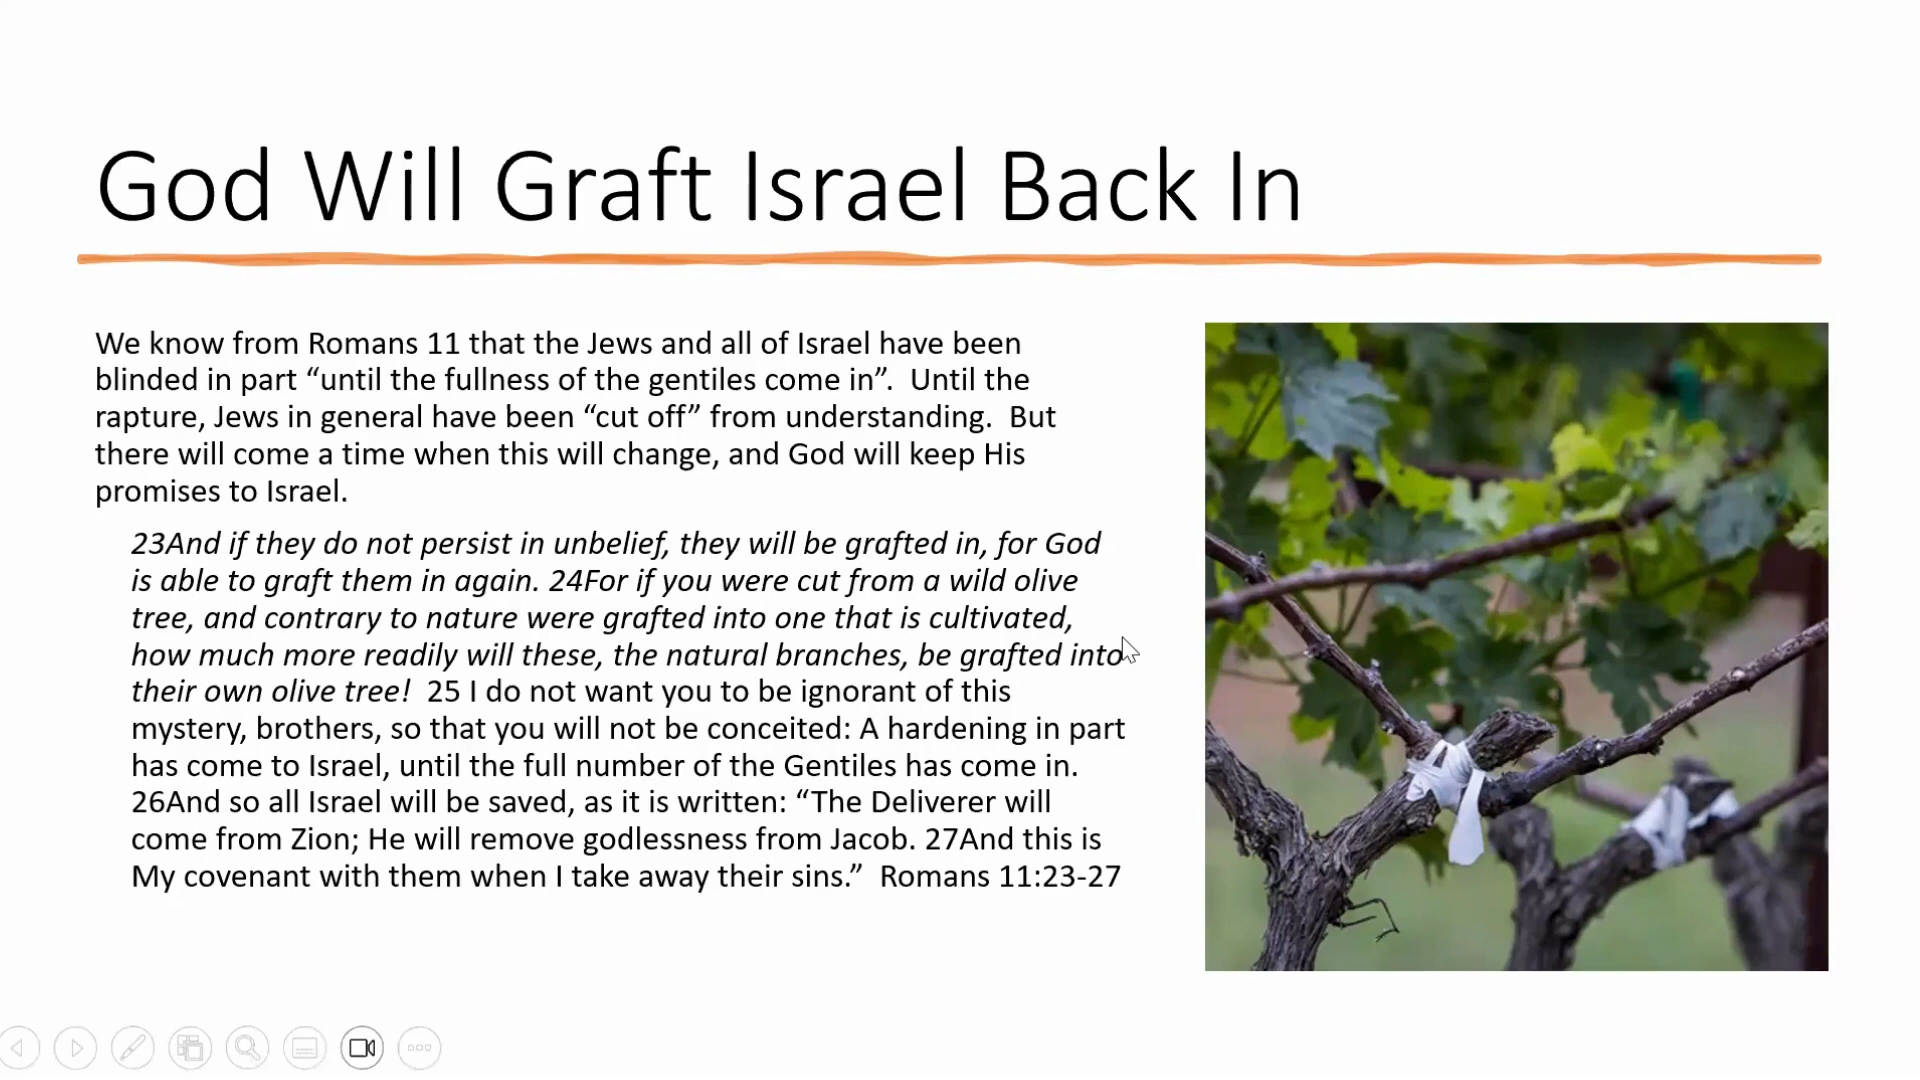 God Will Graft Israel Back In
We know from Romans 11 that the Jews and all of Israel have been
blinded in part “until the fullness of the gentiles come in”.  Until the
rapture, Jews in general have been “cut off” from understanding.  But
there will come a time when this will change, and God will keep His
promises to Israel.
23And if they do not persist in unbelief, they will be grafted in, for God
is able to graft them in again. 24For if you were cut from a wild olive
tree, and contrary to nature were grafted into one that is cultivated,
how much more readily will these, the natural branches, be grafted into
their own olive tree!  25 I do not want you to be ignorant of this
mystery, brothers, so that you will not be conceited: A hardening in part
has come to Israel, until the full number of the Gentiles has come in.
26And so all Israel will be saved, as it is written: “The Deliverer will
come from Zion; He will remove godlessness from Jacob. 27And this is
My covenant with them when I take away their sins.”  Romans 11:23-27